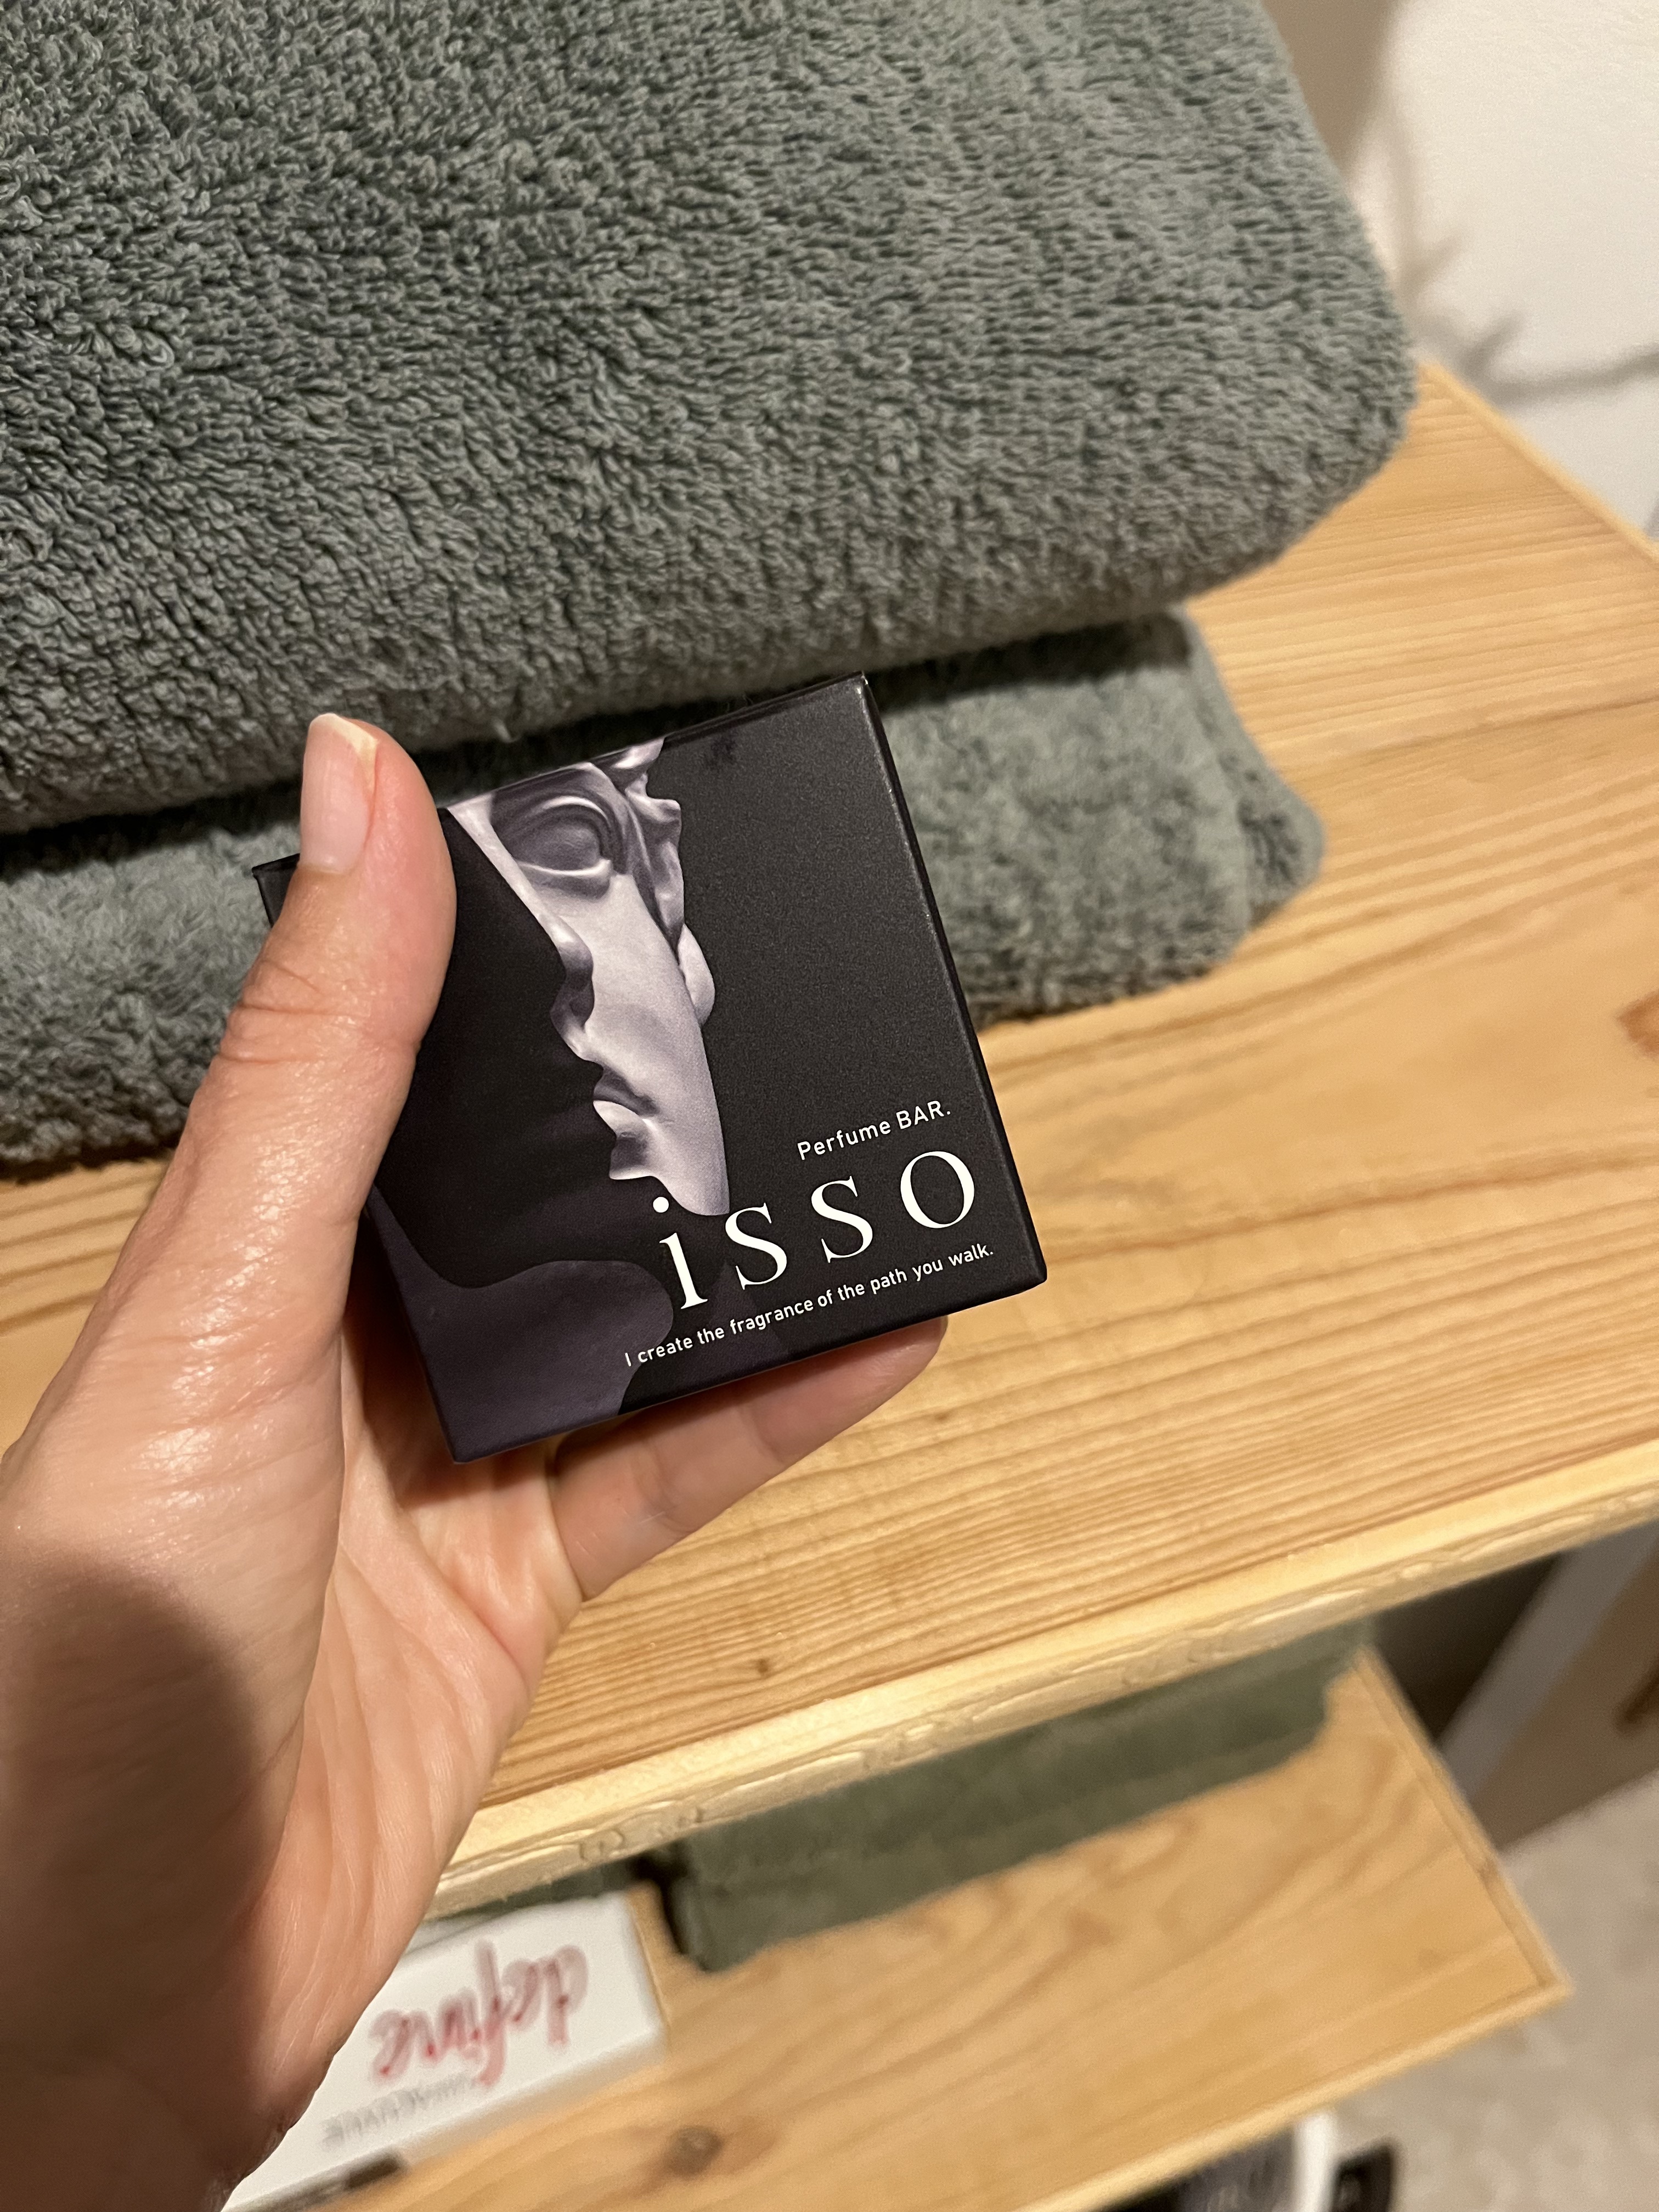 Perfume BAR.
isso
I create the fragrance of the path you walk.
define